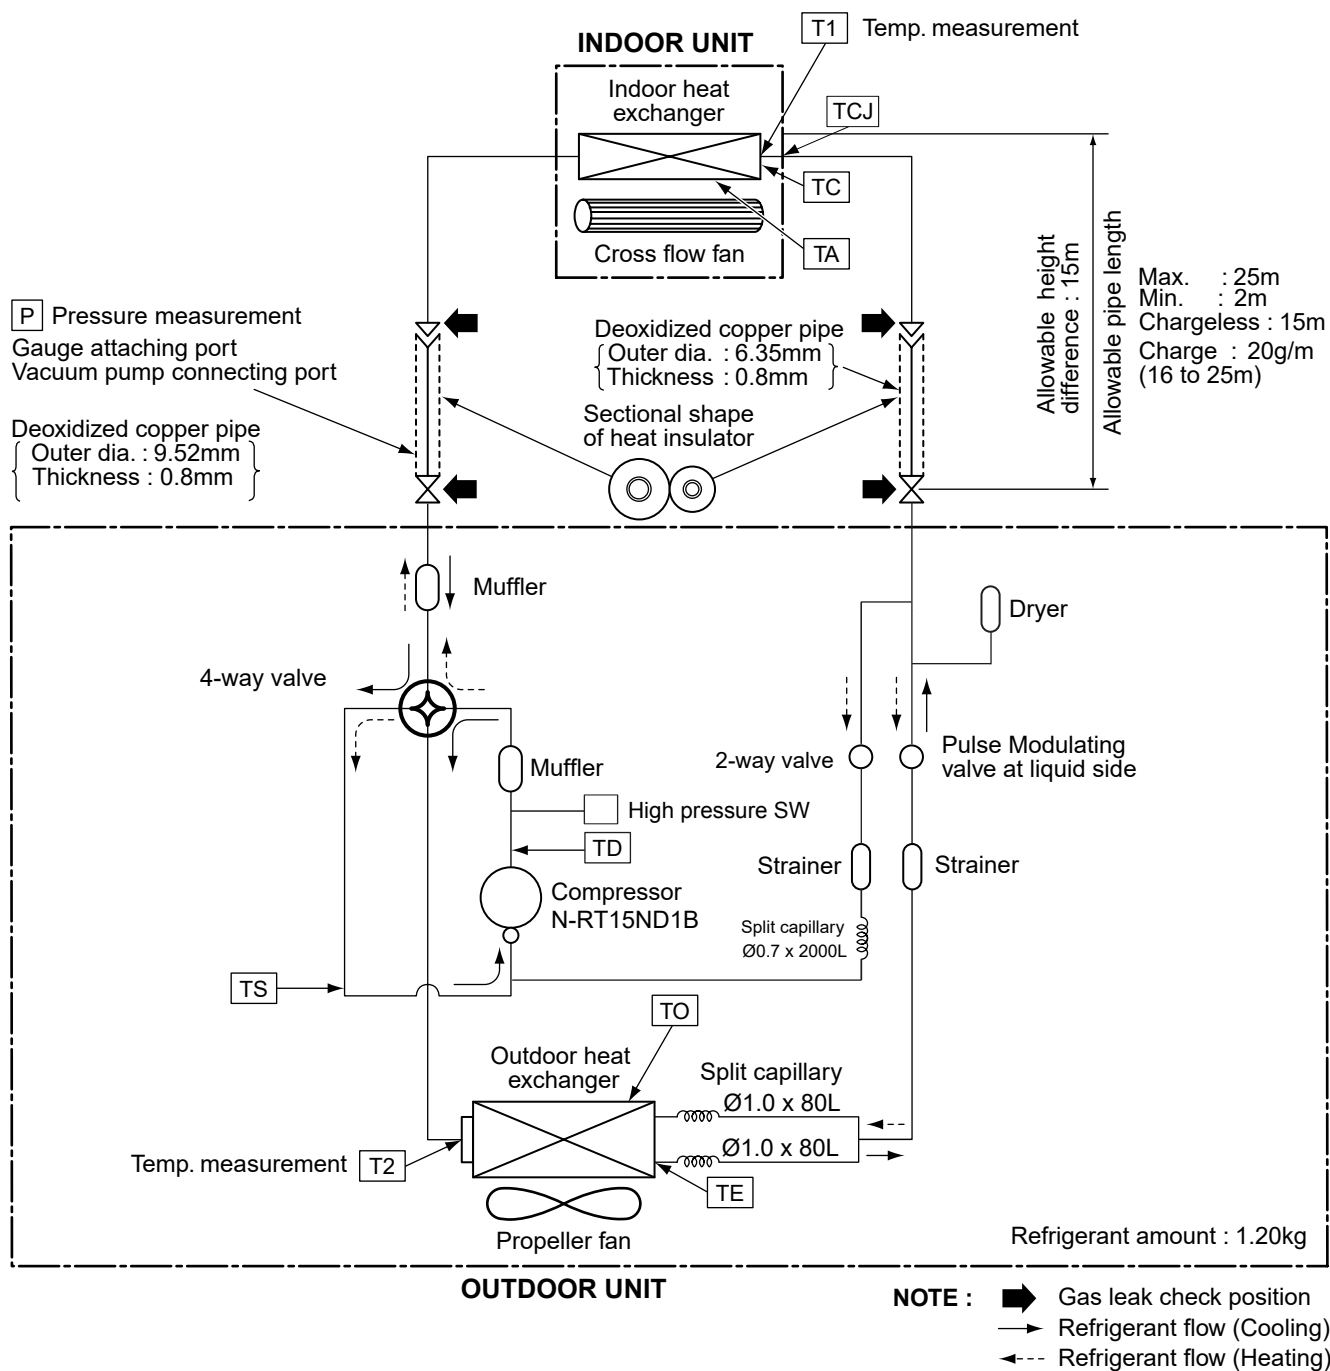 T1 Temp. measurement
INDOOR UNIT
Indoor heat
exchanger
TCJ
TC
Cross flow fan
TA
Allowable height
difference : 15m
Allowable pipe length
Max. : 25m
Min. : 2m
Chargeless : 15m
Charge : 20g/m
(16 to 25m)
P Pressure measurement
Gauge attaching port
Vacuum pump connecting port
Deoxidized copper pipe
Outer dia. : 9.52mm
Thickness : 0.8mm
Deoxidized copper pipe
Outer dia. : 6.35mm
Thickness : 0.8mm
Sectional shape
of heat insulator
Muffler
Dryer
4-way valve
Muffler
2-way valve
Pulse Modulating
valve at liquid side
High pressure SW
TD
Strainer
Strainer
Compressor
N-RT15ND1B
Split capillary
Ø0.7 x 2000L
TS
TO
Outdoor heat
exchanger
Split capillary
Ø1.0 x 80L
Ø1.0 x 80L
Temp. measurement T2
TE
Propeller fan
Refrigerant amount : 1.20kg
OUTDOOR UNIT
NOTE : Gas leak check position
Refrigerant flow (Cooling)
Refrigerant flow (Heating)